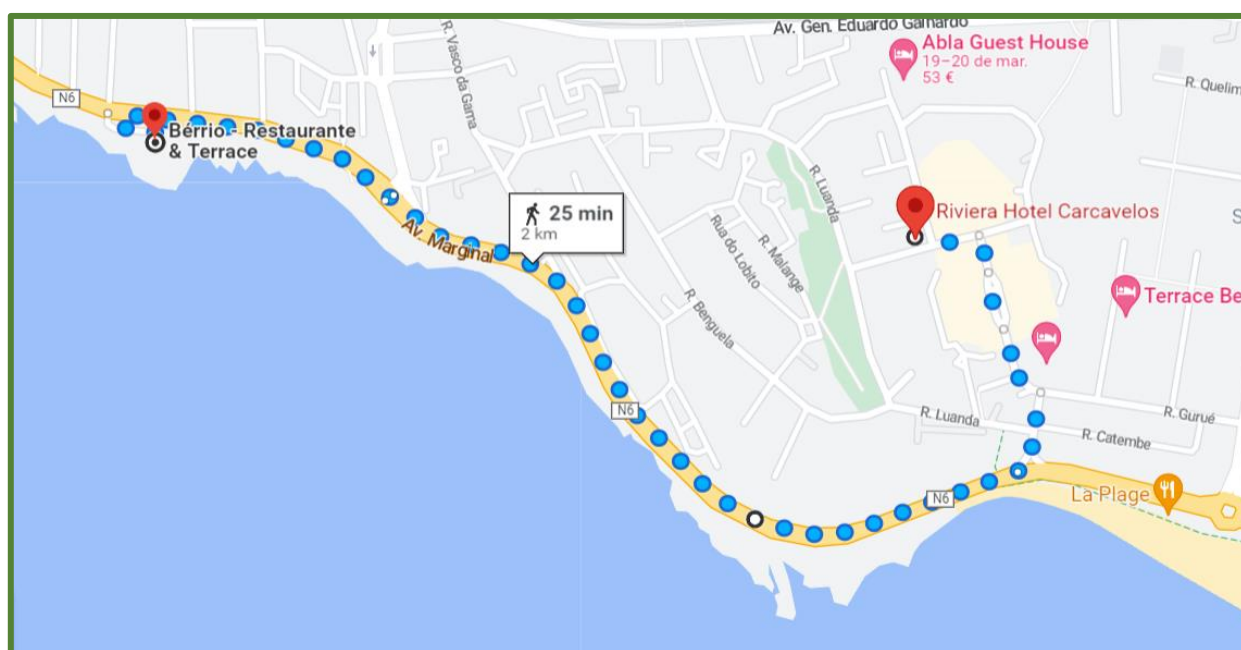 Av. Gen. Eduardo Galhardo
Abla Guest House
19–20 de mar.
53 €
R. Vasco da Gama
R. Quelim
N6
Bérrio - Restaurante
& Terrace
R. Luanda
25 min
2 km
Riviera Hotel Carcavelos
S
Av. Marginal
Rua do Lobito
R. Malange
R. Benguela
Terrace Be
N6
R. Luanda
R. Gurué
R. Catembe
N6
La Plage